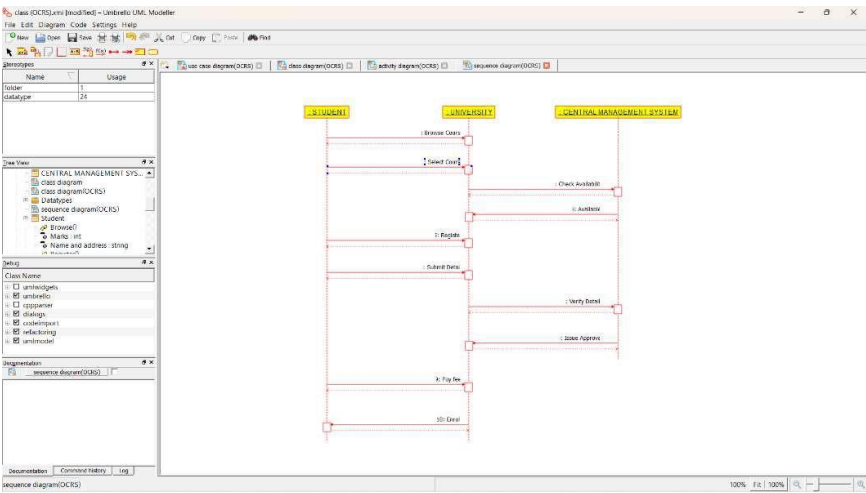 class (OCRS).xmi [modified] – Umbrello UML Modeller
File Edit Diagram Code Settings Help
New Open Save Cut Copy Paste Find
Stereotypes
Name Usage
folder 1
datatype 24
use case diagram(OCRS) class diagram(OCRS) activity diagram(OCRS) sequence diagram(OCRS)
: STUDENT : UNIVERSITY : CENTRAL MANAGEMENT SYSTEM
: Browse Cours
: Select Cours
: Check Availabilit
: Availabl
: Registe
: Submit Detai
: Verify Detail
: Issue Approve
: Pay fee
10: Enrol
Tree View
CENTRAL MANAGEMENT SYS...
class diagram
class diagram(OCRS)
Datatypes
sequence diagram(OCRS)
Student
Browse()
Marks : int
Name and address : string
Debug
Class Name
umlwidgets
umbrello
cppparser
dialogs
codeimport
refactoring
umlmodel
Documentation
sequence diagram(OCRS)
Documentation Command history Log
sequence diagram(OCRS)
100% Fit 100%